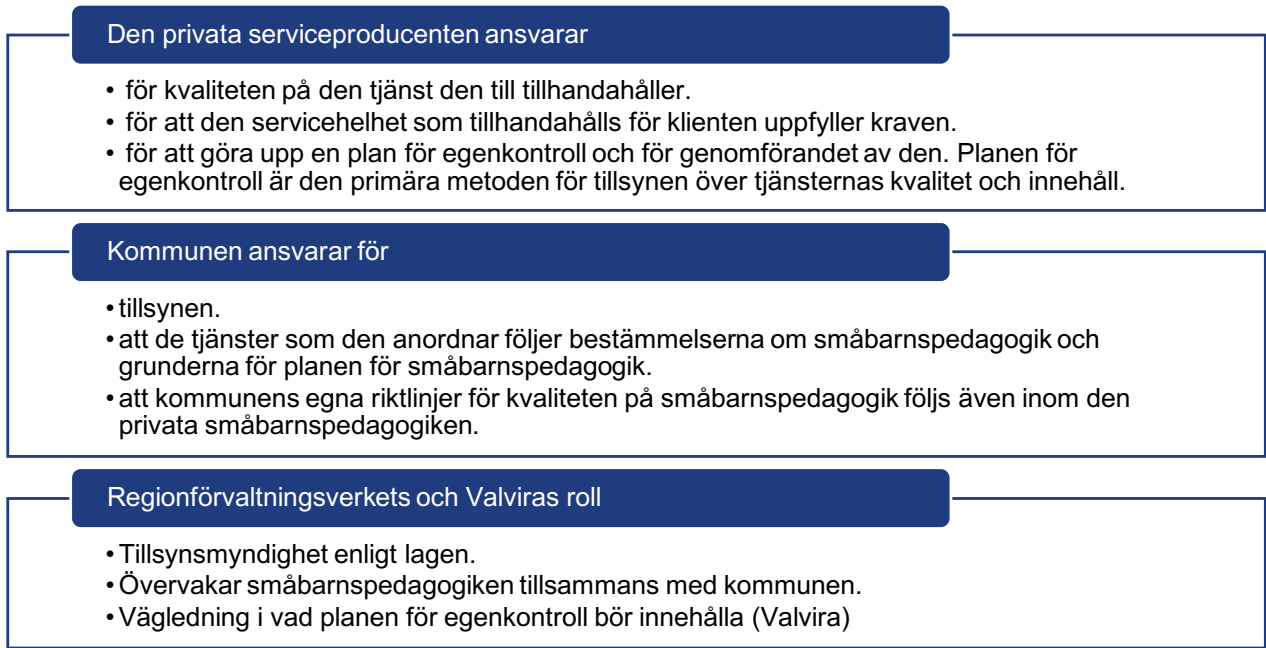 Den privata serviceproducenten ansvarar
• för kvaliteten på den tjänst den till tillhandahåller.
• för att den servicehelhet som tillhandahålls för klienten uppfyller kraven.
• för att göra upp en plan för egenkontroll och för genomförandet av den. Planen för
egenkontroll är den primära metoden för tillsynen över tjänsternas kvalitet och innehåll.
Kommunen ansvarar för
• tillsynen.
• att de tjänster som den anordnar följer bestämmelserna om småbarnspedagogik och
grunderna för planen för småbarnspedagogik.
• att kommunens egna riktlinjer för kvaliteten på småbarnspedagogik följs även inom den
privata småbarnspedagogiken.
Regionförvaltningsverkets och Valviras roll
• Tillsynsmyndighet enligt lagen.
• Övervakar småbarnspedagogiken tillsammans med kommunen.
• Vägledning i vad planen för egenkontroll bör innehålla (Valvira)